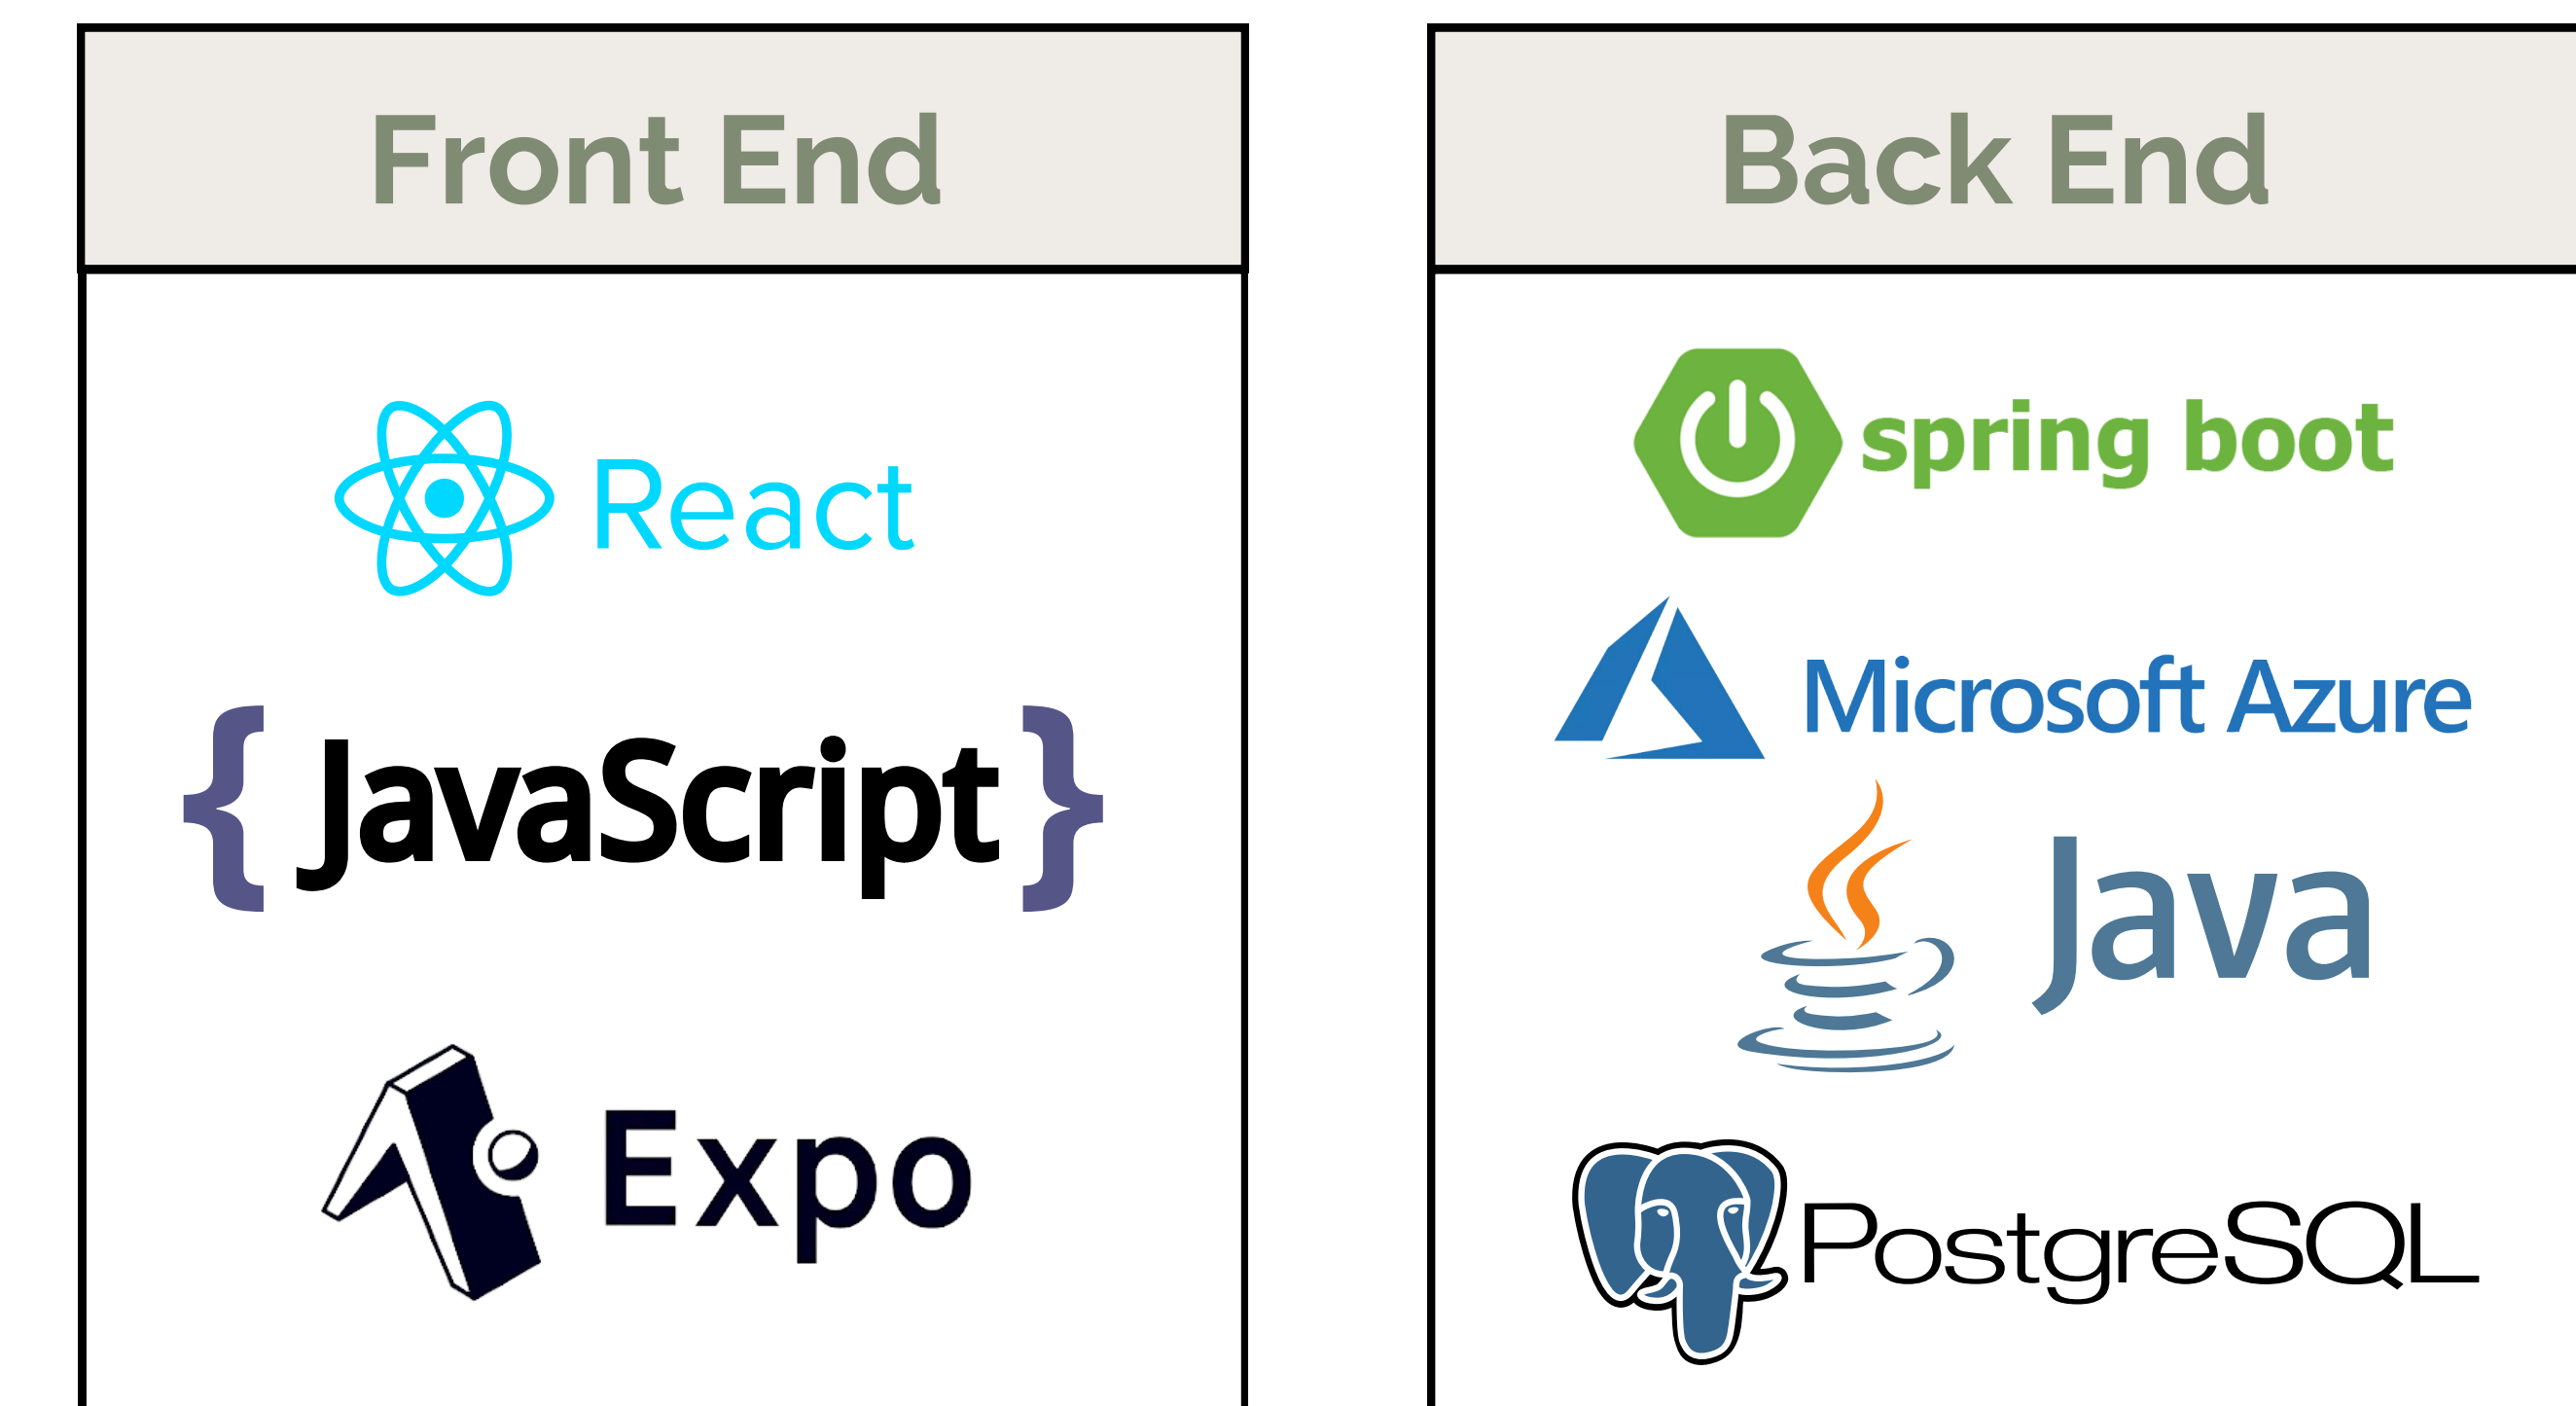 Front End
React
{ JavaScript }
Expo
Back End
spring boot
Microsoft Azure
Java
PostgreSQL